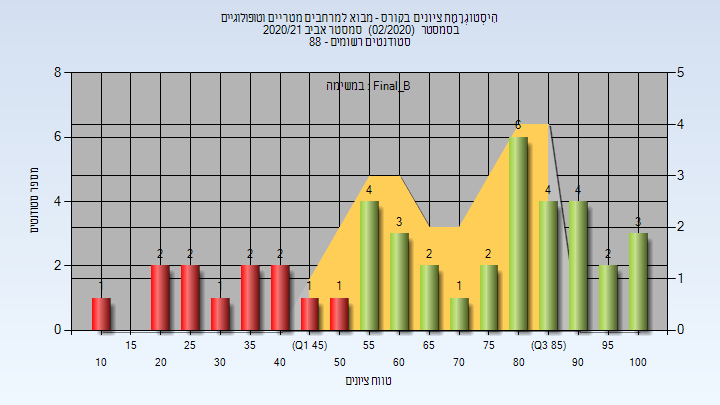 היסטוגרמת ציונים בקורס - מבוא למרחבים מטריים וטופולוגיים
בסמסטר (02/2020) סמסטר אביב 2020/21
סטודנטים רשומים - 88
במשימה : Final_B
8 6 4 2 0
מספר סטודנטים
5 4 3 2 1 0
1 2 2 1 2 2 1 1 4 3 2 1 2 6 4 4 2 3
15 25 35 (Q1 45) 55 65 75 (Q3 85) 95
10 20 30 40 50 60 70 80 90 100
טווח ציונים